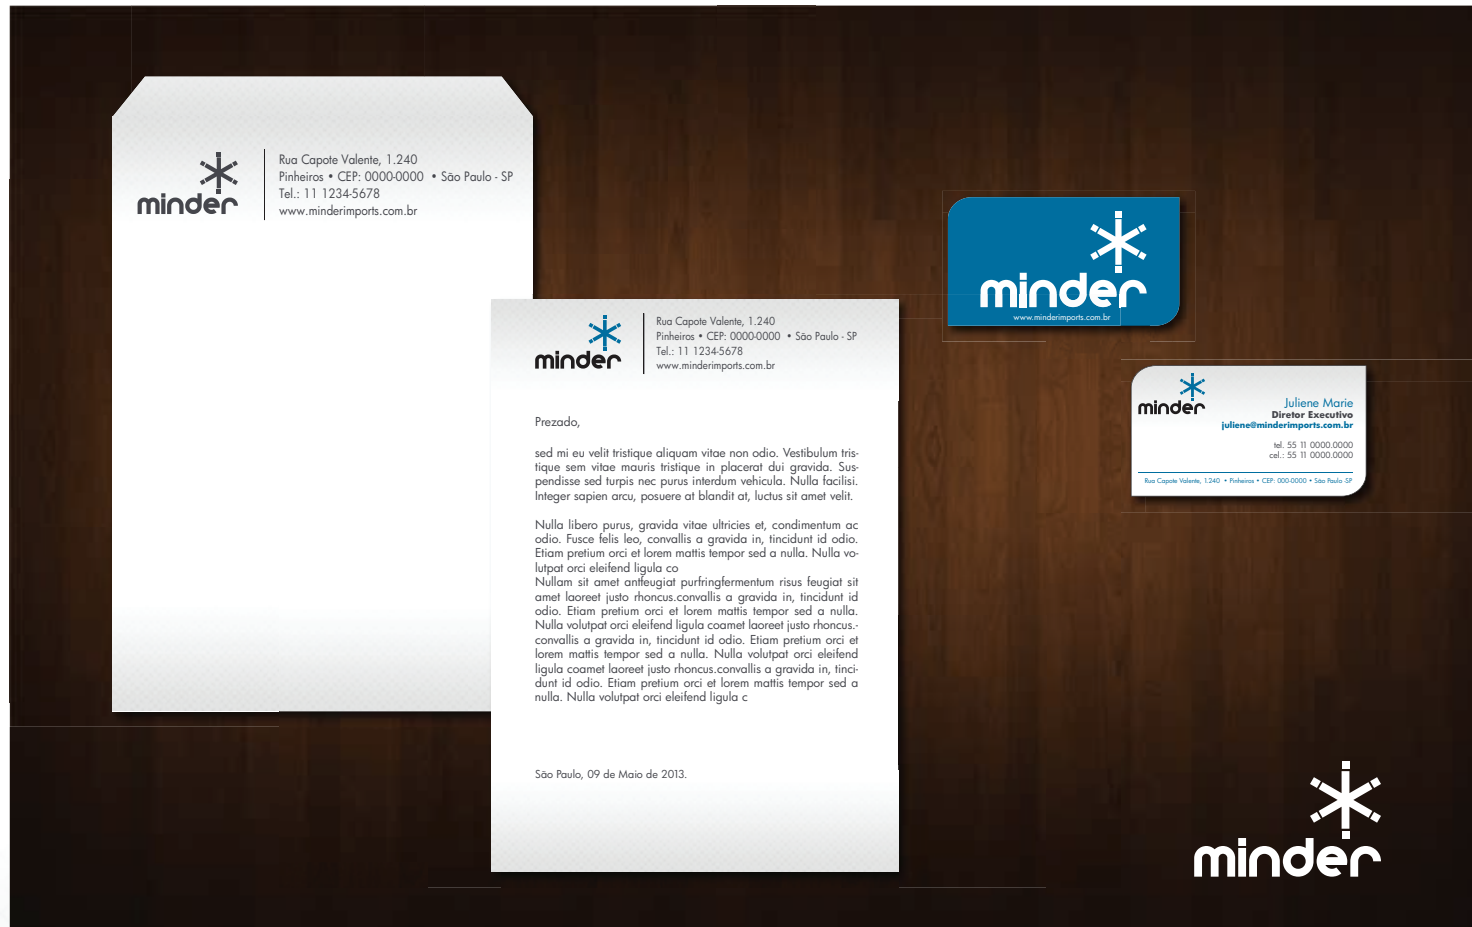 minder
Rua Capote Valente, 1.240
Pinheiros • CEP: 0000-0000 • São Paulo - SP
Tel.: 11 1234-5678
www.minderimports.com.br
minder
Rua Capote Valente, 1.240
Pinheiros • CEP: 0000-0000 • São Paulo - SP
Tel.: 11 1234-5678
www.minderimports.com.br
Prezado,
sed mi eu velit tristique aliquam vitae non odio. Vestibulum tris-
tique sem vitae mauris tristique in placerat dui gravida. Sus-
pendisse sed turpis nec purus interdum vehicula. Nulla facilisi.
Integer sapien arcu, posuere at blandit at, luctus sit amet velit.
Nulla libero purus, gravida vitae ultricies et, condimentum ac
odio. Fusce felis leo, convallis a gravida in, tincidunt id odio.
Etiam pretium orci et lorem mattis tempor sed a nulla. Nulla vo-
lutpat orci eleifend ligula co
Nullam sit amet antfeugiat purfringfermentum risus feugiat sit
amet laoreet justo rhoncus.convallis a gravida in, tincidunt id
odio. Etiam pretium orci et lorem mattis tempor sed a nulla.
Nulla volutpat orci eleifend ligula coamet laoreet justo rhoncus.-
convallis a gravida in, tincidunt id odio. Etiam pretium orci et
lorem mattis tempor sed a nulla. Nulla volutpat orci eleifend
ligula coamet laoreet justo rhoncus.convallis a gravida in, tinci-
dunt id odio. Etiam pretium orci et lorem mattis tempor sed a
nulla. Nulla volutpat orci eleifend ligula c
São Paulo, 09 de Maio de 2013.
minder
www.minderimports.com.br
minder
Juliene Marie
Diretor Executivo
juliene@minderimports.com.br
tel. 55 11 0000.0000
cel.: 55 11 0000.0000
Rua Capote Valente, 1.240 • Pinheiros • CEP: 000-0000 • São Paulo -SP
minder